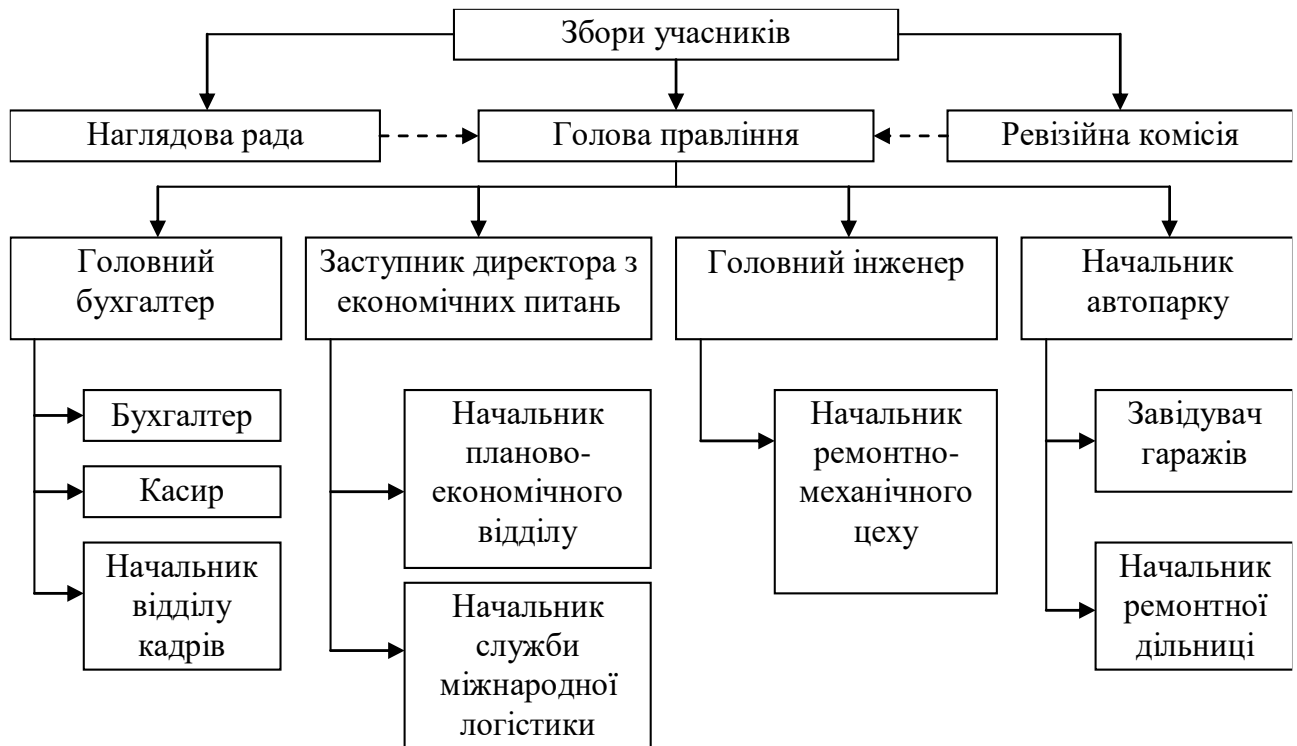 Збори учасників
Наглядова рада
Голова правління
Ревізійна комісія
Головний
бухгалтер
Заступник директора з
економічних питань
Головний інженер
Начальник
автопарку
Бухгалтер
Касир
Начальник
відділу
кадрів
Начальник
планово-
економічного
відділу
Начальник
служби
міжнародної
логістики
Начальник
ремонтно-
механічного
цеху
Завідувач
гаражів
Начальник
ремонтної
дільниці